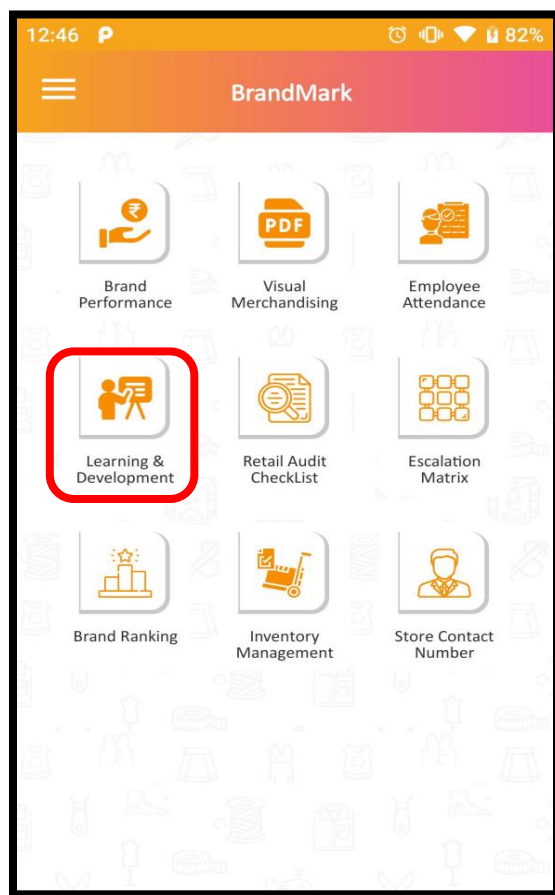 12:46
82%
BrandMark
PDF
Brand
Performance
Visual
Merchandising
Employee
Attendance
Learning &
Development
Retail Audit
CheckList
Escalation
Matrix
Brand Ranking
Inventory
Management
Store Contact
Number